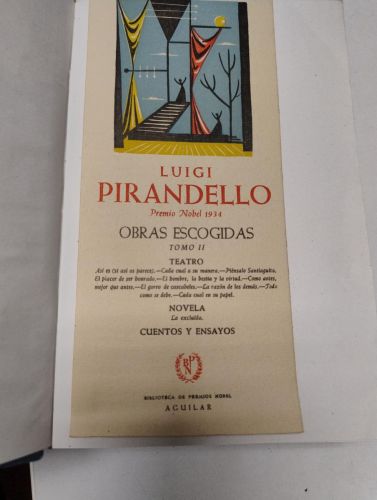 LUIGI
PIRANDELLO
Premio Nobel 1934
OBRAS ESCOGIDAS
TOMO II
TEATRO
Así es (si así os parece).—Cada cual a su manera.—Piénsalo Santiaguito.
El placer de ser honrado.—El hombre, la bestia y la virtud.—Como antes,
mejor que antes.—El gorro de cascabeles.—La razón de los demás.—Todo
como se debe.—Cada cual en su papel.
NOVELA
La excluída.
CUENTOS Y ENSAYOS
BPN
BIBLIOTECA DE PREMIOS NOBEL
AGUILAR